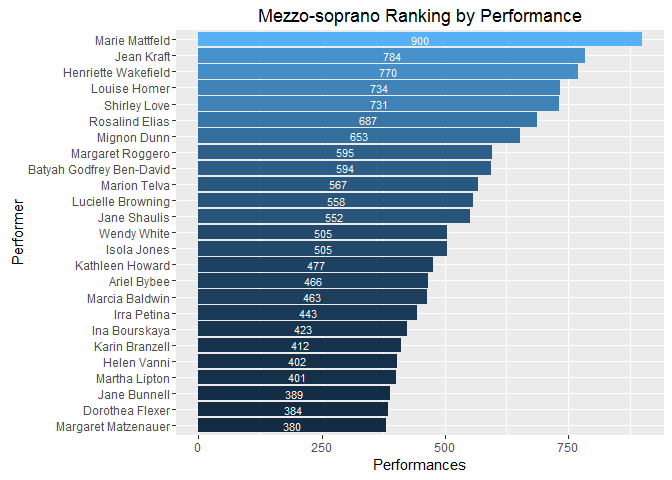 Mezzo-soprano Ranking by Performance
Performer
Marie Mattfeld 900
Jean Kraft 784
Henriette Wakefield 770
Louise Homer 734
Shirley Love 731
Rosalind Elias 687
Mignon Dunn 653
Margaret Roggero 595
Batyah Godfrey Ben-David 594
Marion Telva 567
Lucielle Browning 558
Jane Shaulis 552
Wendy White 505
Isola Jones 505
Kathleen Howard 477
Ariel Bybee 466
Marcia Baldwin 463
Irra Petina 443
Ina Bourskaya 423
Karin Branzell 412
Helen Vanni 402
Martha Lipton 401
Jane Bunnell 389
Dorothea Flexer 384
Margaret Matzenauer 380
0 250 500 750
Performances